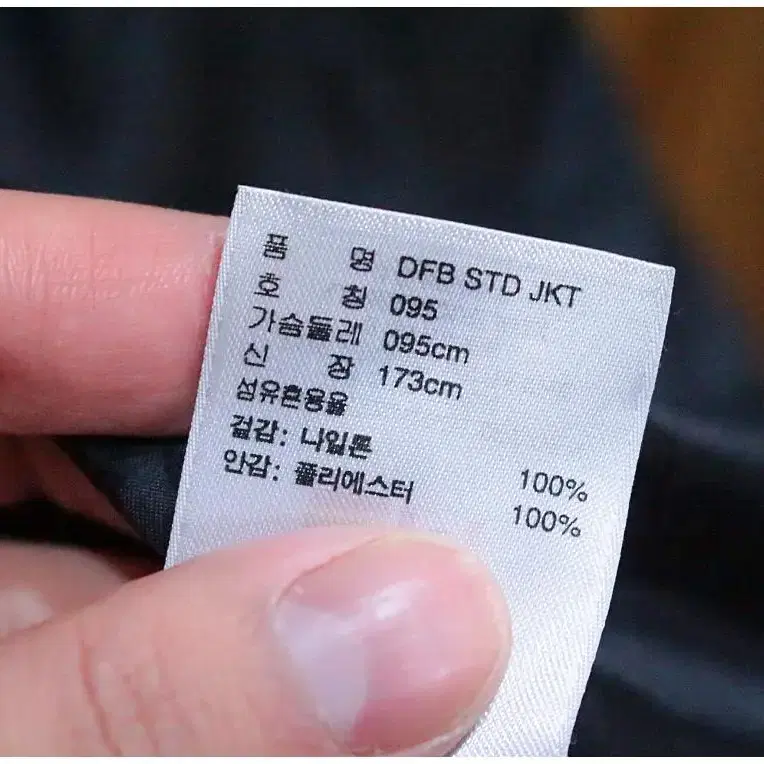 품 명 DFB STD JKT
호 칭 095
가슴둘레 095cm
신 장 173cm
섬유혼용율
겉감: 나일론 100%
안감: 폴리에스터 100%